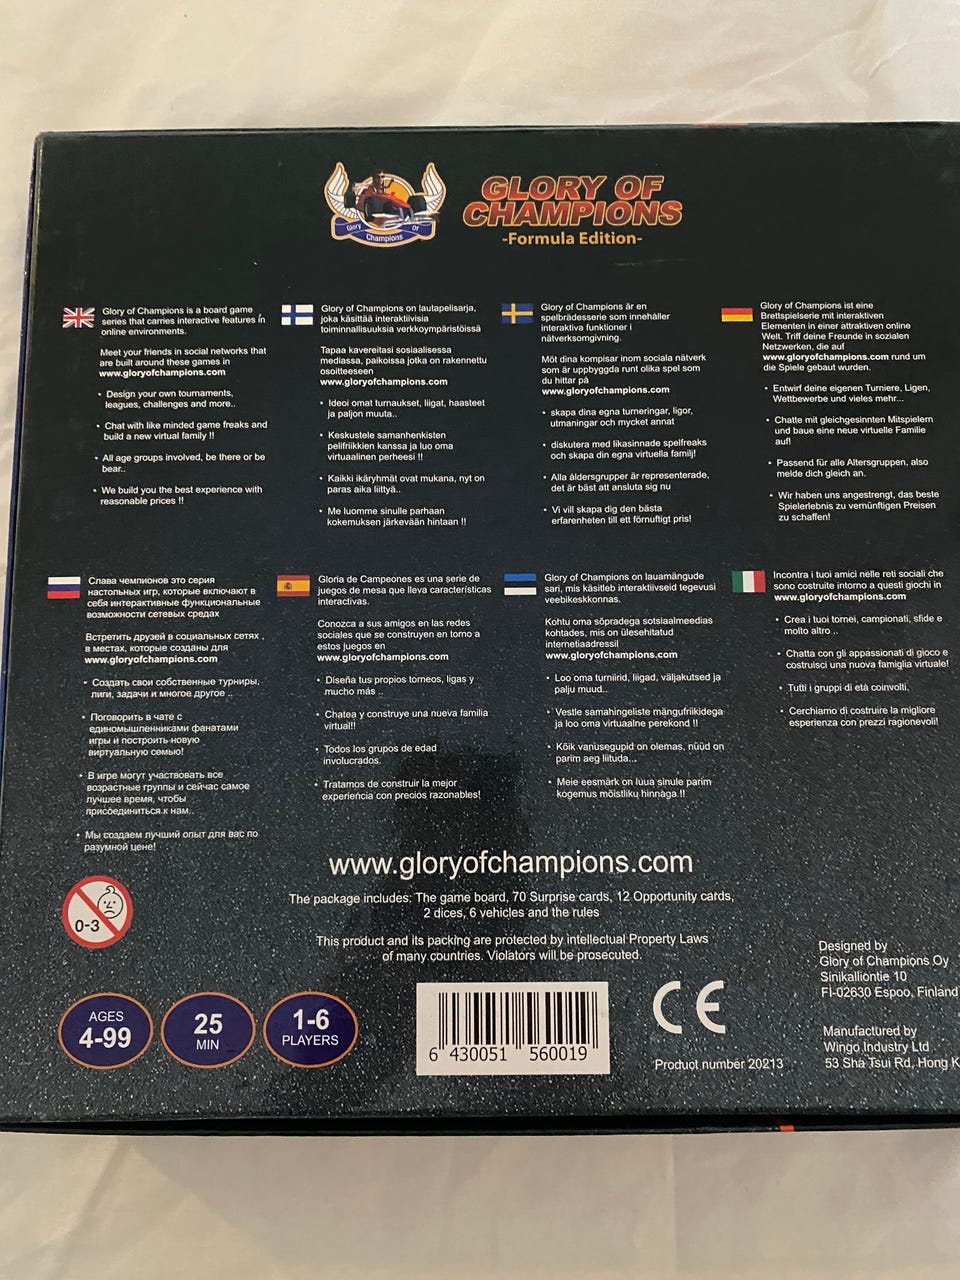 Glory Of
Champions
GLORY OF
CHAMPIONS
-Formula Edition-
Glory of Champions is a board game
series that carries interactive features in
online environments.
Meet your friends in social networks that
are built around these games in
www.gloryofchampions.com
• Design your own tournaments,
leagues, challenges and more..
• Chat with like minded game freaks and
build a new virtual family !!
• All age groups involved, be there or be
bear..
• We build you the best experience with
reasonable prices !!
Glory of Champions on lautapelisarja,
joka käsittää interaktiivisia
toiminnallisuuksia verkkoympäristöissä
Tapaa kavereitasi sosiaalisessa
mediassa, paikoissa jotka on rakennettu
osoitteeseen
www.gloryofchampions.com
• Ideoi omat turnaukset, liigat, haasteet
ja paljon muuta..
• Keskustele samanhenkisten
pelifriikkien kanssa ja luo oma
virtuaalinen perheesi !!
• Kaikki ikäryhmät ovat mukana, nyt on
paras aika liittyä..
• Me luomme sinulle parhaan
kokemuksen järkevään hintaan !!
Glory of Champions är en
spelbrädesserie som innehåller
interaktiva funktioner i
nätverksomgivning.
Möt dina kompisar inom sociala nätverk
som är uppbyggda runt olika spel som
du hittar på
www.gloryofchampions.com
• skapa dina egna turneringar, ligor,
utmaningar och mycket annat
• diskutera med likasinnade spelfreaks
och skapa din egna virtuella familj!
• Alla åldersgrupper är representerade,
det är bäst att ansluta sig nu
• Vi vill skapa dig den bästa
erfarenheten till ett förnuftigt pris!
Glory of Champions ist eine
Brettspielserie mit interaktiven
Elementen in einer attraktiven online
Welt. Triff deine Freunde in sozialen
Netzwerken, die auf
www.gloryofchampions.com rund um
die Spiele gebaut wurden.
• Entwirf deine eigenen Turniere, Ligen,
Wettbewerbe und vieles mehr...
• Chatte mit gleichgesinnten Mitspielern
und baue eine neue virtuelle Familie
auf!
• Passend für alle Altersgruppen, also
melde dich gleich an.
• Wir haben uns angestrengt, das beste
Spielerlebnis zu vernünftigen Preisen
zu schaffen!
Слава чемпионов это серия
настольных игр, которые включают в
себя интерактивные функциональные
возможности сетевых средах
Встретить друзей в социальных сетях ,
в местах, которые созданы для
www.gloryofchampions.com
• Создать свои собственные турниры,
лиги, задачи и многое другое ..
• Поговорить в чате с
единомышленниками фанатами
игры и построить новую
виртуальную семью!
• В игре могут участвовать все
возрастные группы и сейчас самое
лучшее время, чтобы
присоединиться к нам..
• Мы создаем лучший опыт для вас по
разумной цене!
Gloria de Campeones es una serie de
juegos de mesa que lleva características
interactivas.
Conozca a sus amigos en las redes
sociales que se construyen en torno a
estos juegos en
www.gloryofchampions.com
• Diseña tus propios torneos, ligas y
mucho más ..
• Chatea y construye una nueva familia
virtual!!
• Todos los grupos de edad
involucrados.
• Tratamos de construir la mejor
experiencia con precios razonables!
Glory of Champions on lauamängude
sari, mis käsitleb interaktiivseid tegevusi
veebikeskkonnas.
Kohtu oma sõpradega sotsiaalmeedias
kohtades, mis on ülesehitatud
internetiaadressil
www.gloryofchampions.com
• Loo oma turniirid, liigad, väljakutsed ja
palju muud..
• Vestle samahingeliste mängufriikidega
ja loo oma virtuaalne perekond !!
• Kõik vanusegupid on olemas, nüüd on
parim aeg liituda...
• Meie eesmärk on luua sinule parim
kogemus mõistliku hinnaga !!
Incontra i tuoi amici nelle reti sociali che
sono costruite intorno a questi giochi in
www.gloryofchampions.com
• Crea i tuoi tornei, campionati, sfide e
molto altro ..
• Chatta con gli appassionati di gioco e
costruisci una nuova famiglia virtuale!
• Tutti i gruppi di età coinvolti.
• Cerchiamo di costruire la migliore
esperienza con prezzi ragionevoli!
www.gloryofchampions.com
The package includes: The game board, 70 Surprise cards, 12 Opportunity cards,
2 dices, 6 vehicles and the rules
This product and its packing are protected by intellectual Property Laws
of many countries. Violators will be prosecuted.
0-3
AGES
4-99
25
MIN
1-6
PLAYERS
6 430051 560019
CE
Product number 20213
Designed by
Glory of Champions Oy
Sinikalliontie 10
FI-02630 Espoo, Finland
Manufactured by
Wingo Industry Ltd
53 Sha Tsui Rd, Hong K